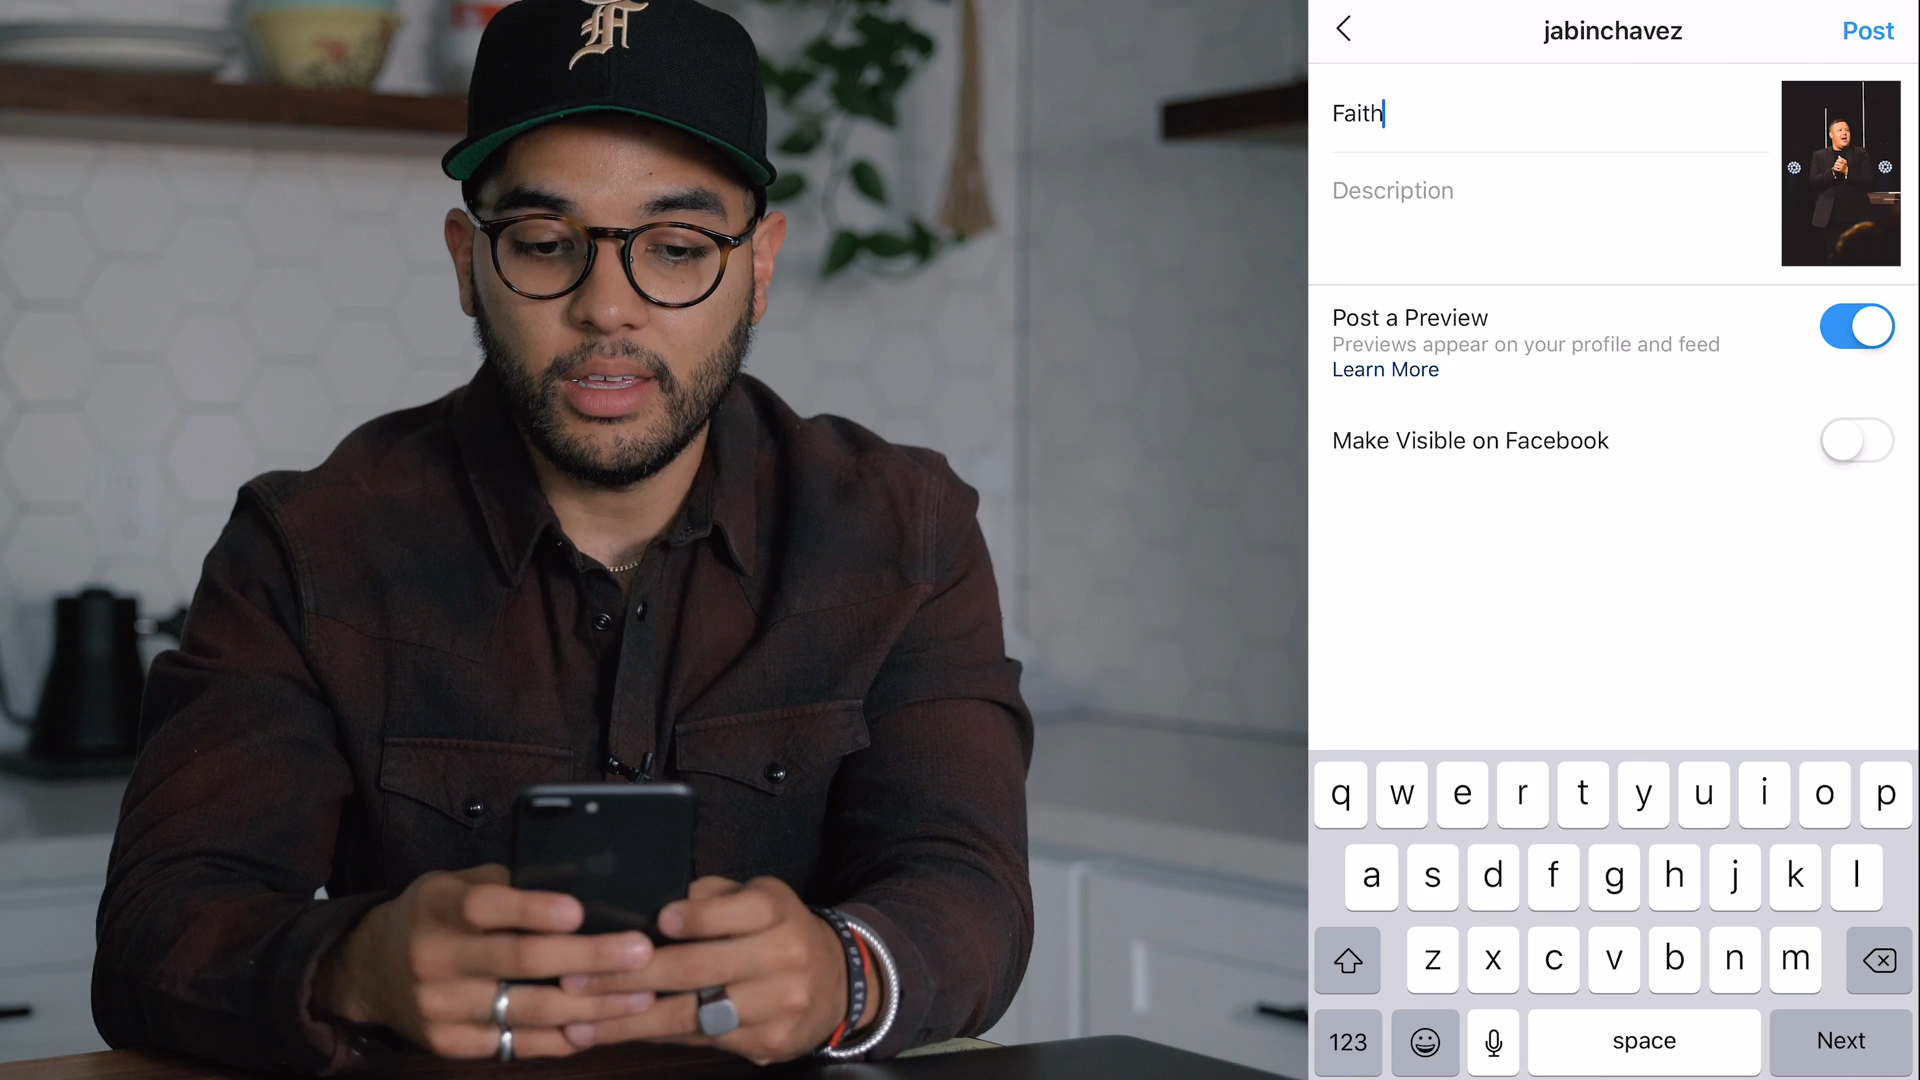 jabinchavez
Post
Faith
Description
Post a Preview
Previews appear on your profile and feed
Learn More
Make Visible on Facebook
q w e r t y u i o p
a s d f g h j k l
z x c v b n m
123
space
Next
F